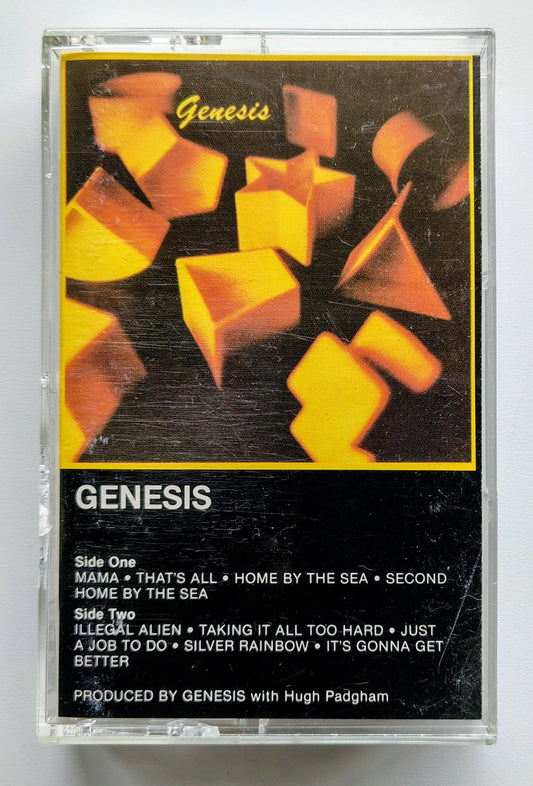 Genesis
GENESIS
Side One
MAMA • THAT'S ALL • HOME BY THE SEA • SECOND
HOME BY THE SEA
Side Two
ILLEGAL ALIEN • TAKING IT ALL TOO HARD • JUST
A JOB TO DO • SILVER RAINBOW • IT'S GONNA GET
BETTER
PRODUCED BY GENESIS with Hugh Padgham